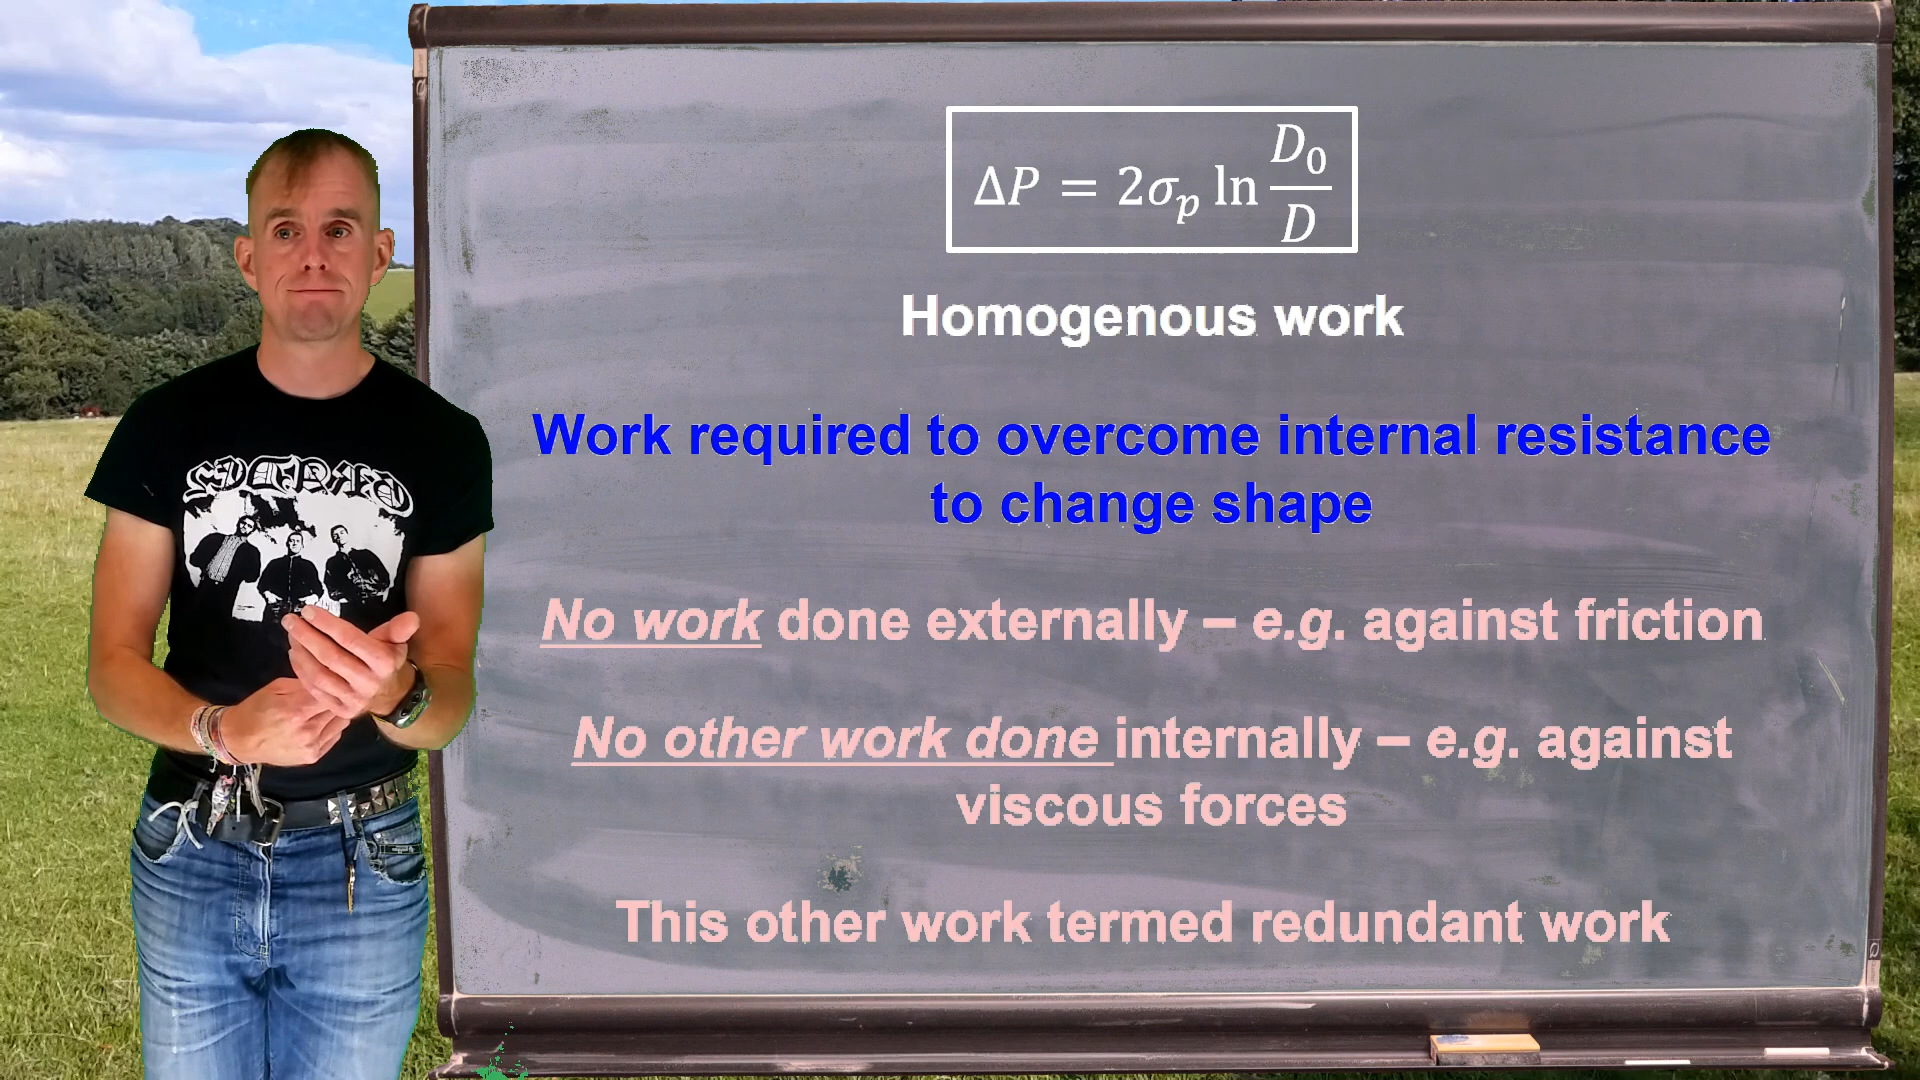 ΔP = 2σₚ ln D₀/D
Homogenous work
Work required to overcome internal resistance
to change shape
No work done externally – e.g. against friction
No other work done internally – e.g. against
viscous forces
This other work termed redundant work